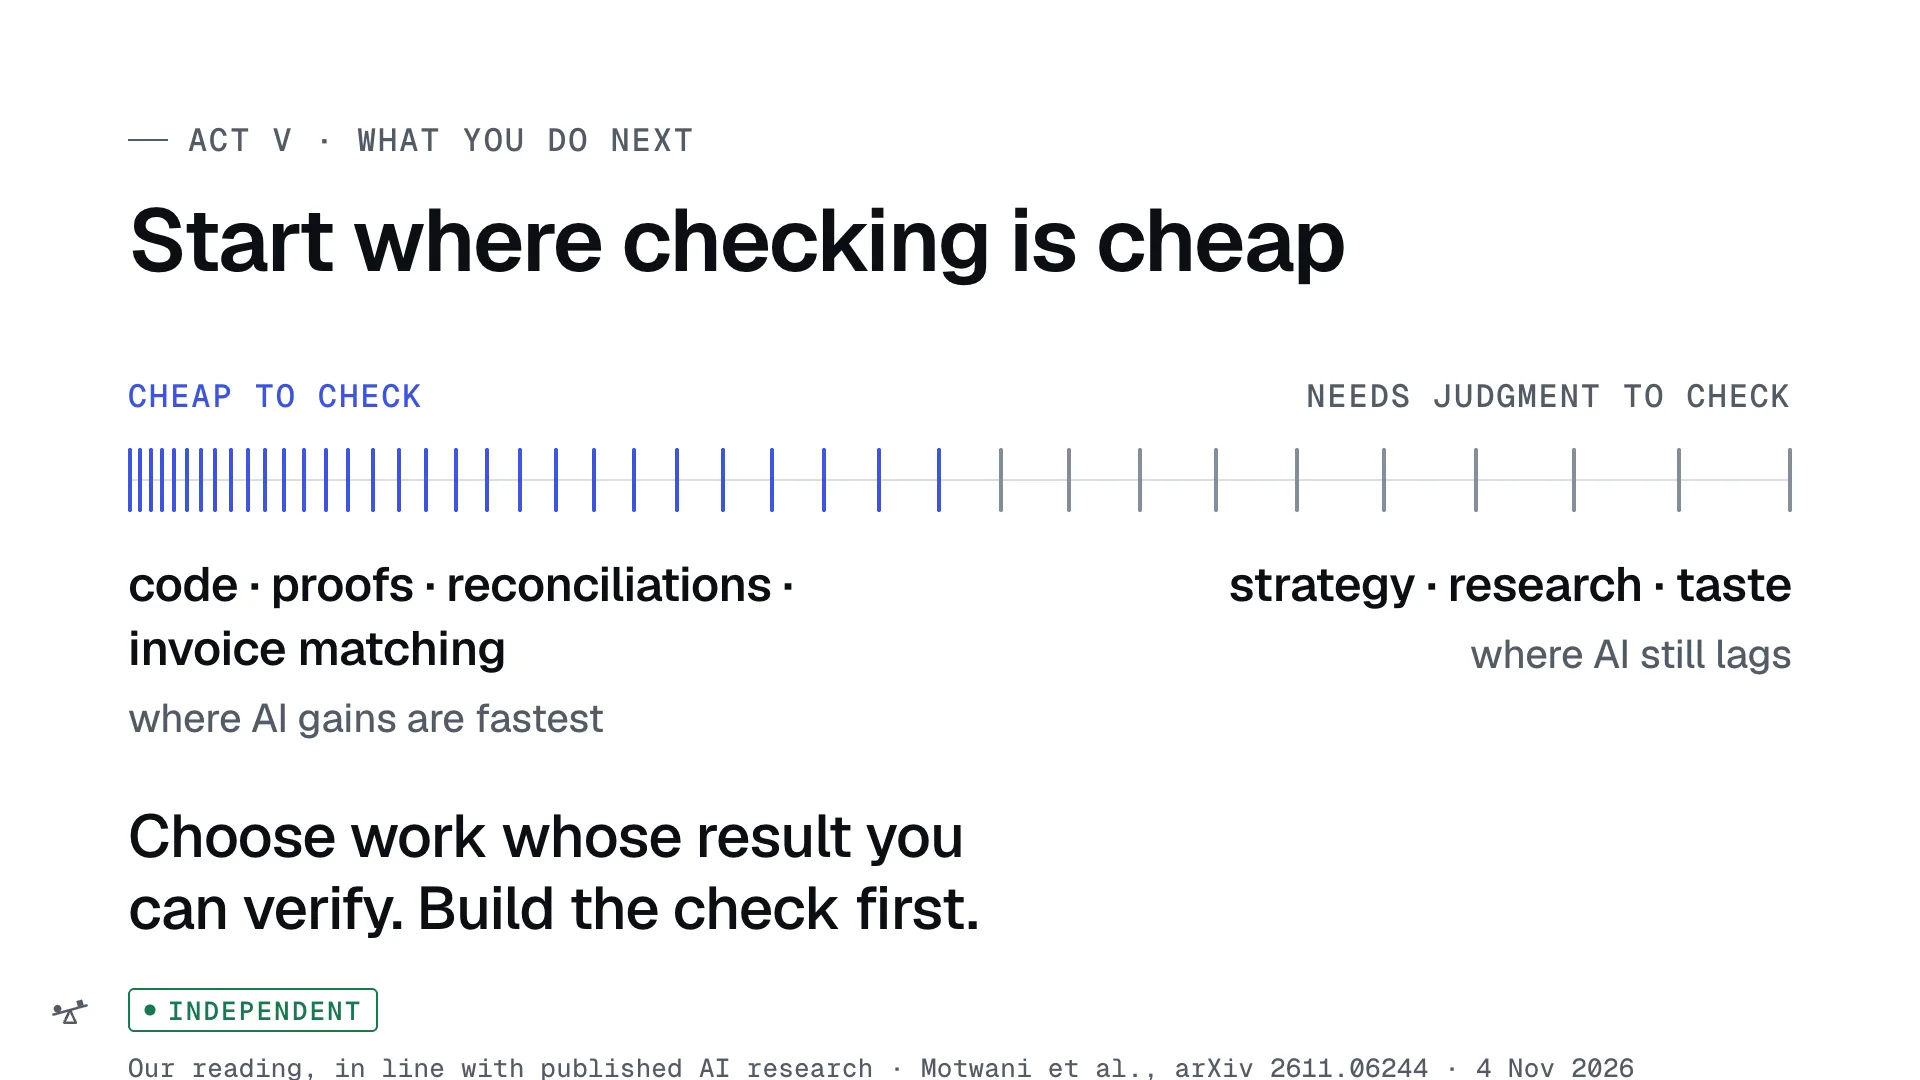 ACT V · WHAT YOU DO NEXT
Start where checking is cheap
CHEAP TO CHECK
NEEDS JUDGMENT TO CHECK
code · proofs · reconciliations ·
invoice matching
where AI gains are fastest
strategy · research · taste
where AI still lags
Choose work whose result you
can verify. Build the check first.
INDEPENDENT
Our reading, in line with published AI research · Motwani et al., arXiv 2611.06244 · 4 Nov 2026